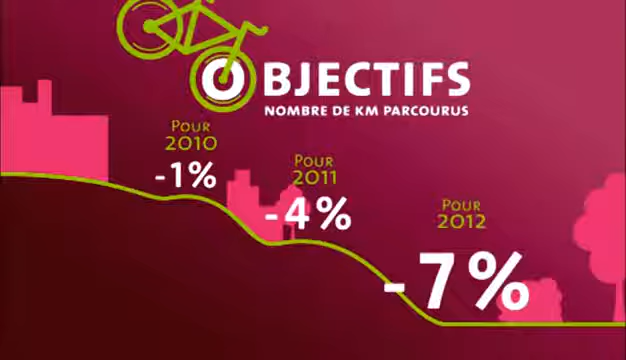 OBJECTIFS
NOMBRE DE KM PARCOURUS
POUR
2010
-1%
POUR
2011
-4%
POUR
2012
-7%